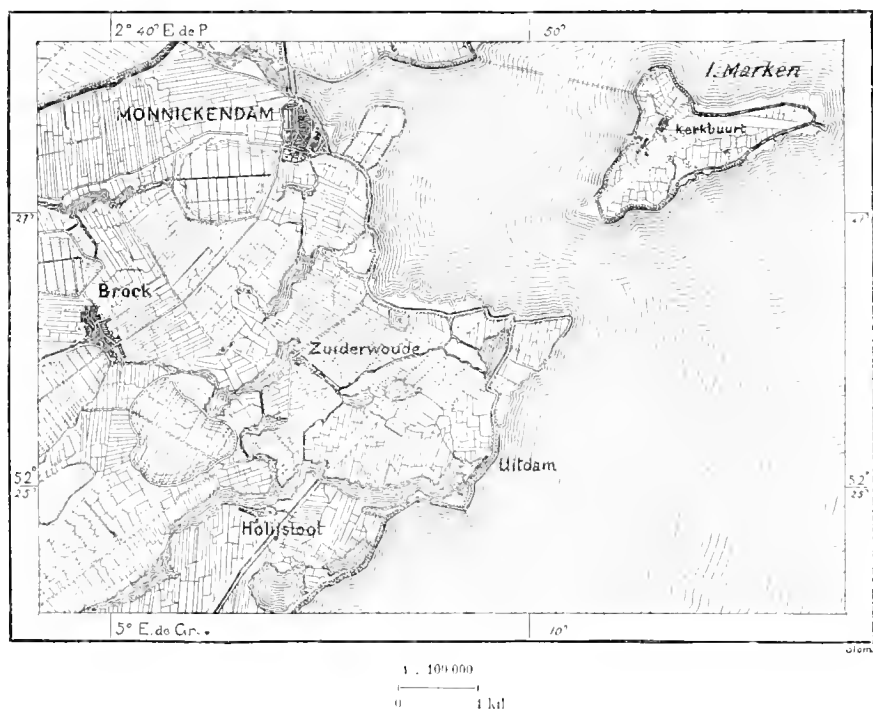 2° 40' E de P.
50'
I. Marken
MONNICKENDAM
Kerkbuurt
27'
27'
Brock
Zuiderwoude
52°
25'
Uitdam
52°
25'
Holijsloot
5° E. de Gr.
10'
1 : 100 000
0 1 kil